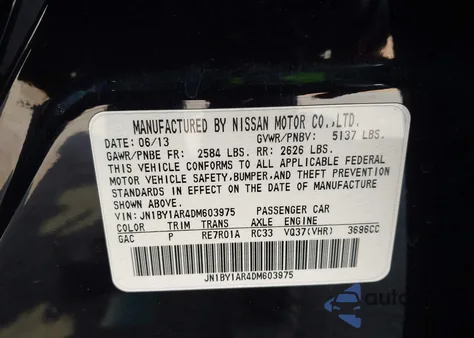 MANUFACTURED BY NISSAN MOTOR CO.,LTD.
DATE: 06/13 GVWR/PNBV: 5137 LBS.
GAWR/PNBE FR: 2584 LBS. RR: 2626 LBS.
THIS VEHICLE CONFORMS TO ALL APPLICABLE FEDERAL
MOTOR VEHICLE SAFETY, BUMPER, AND THEFT PREVENTION
STANDARDS IN EFFECT ON THE DATE OF MANUFACTURE
SHOWN ABOVE.
VIN: JN1BY1AR4DM603975 PASSENGER CAR
COLOR TRIM TRANS AXLE ENGINE
GAC P RE7R01A RC33 VQ37(VHR) 3696CC
JN1BY1AR4DM603975